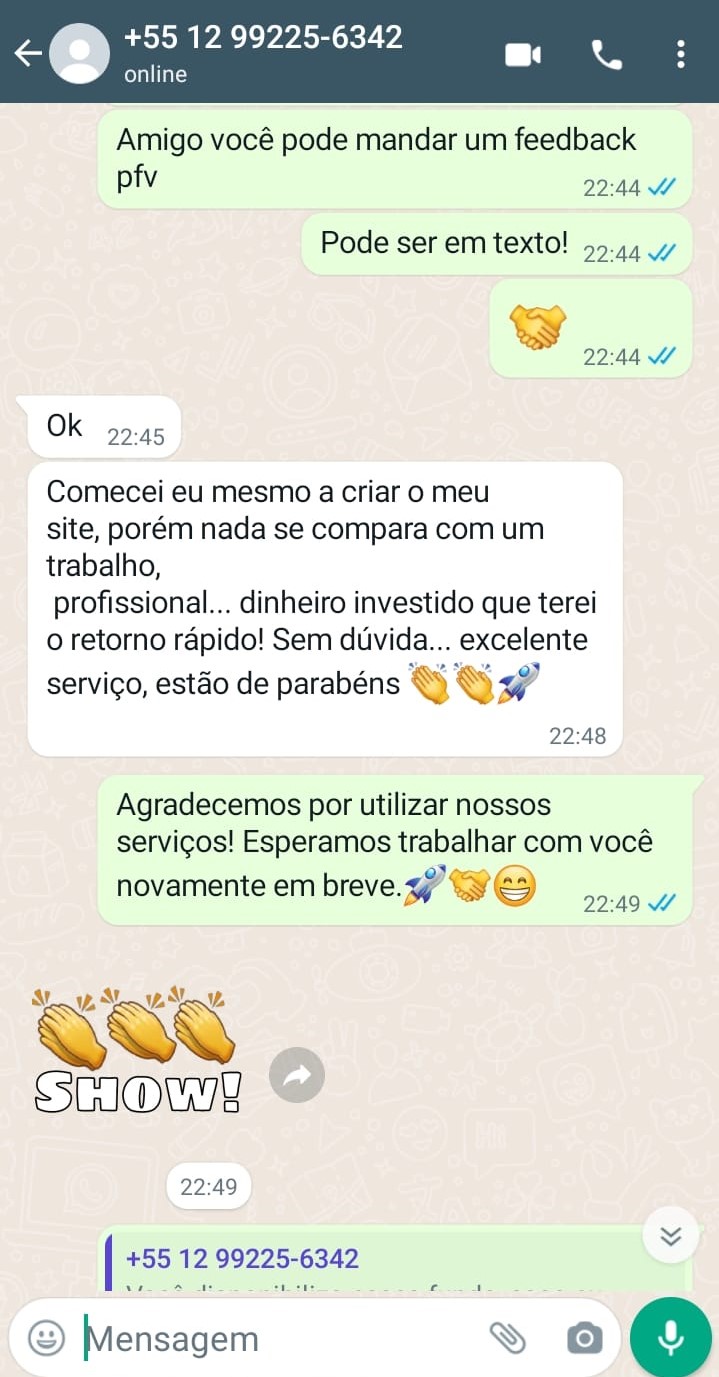 +55 12 99225-6342
online
Amigo você pode mandar um feedback
pfv
22:44
Pode ser em texto! 22:44
22:44
Ok 22:45
Comecei eu mesmo a criar o meu
site, porém nada se compara com um
trabalho,
profissional... dinheiro investido que terei
o retorno rápido! Sem dúvida... excelente
serviço, estão de parabéns 👏👏🚀
22:48
Agradecemos por utilizar nossos
serviços! Esperamos trabalhar com você
novamente em breve.🚀🤝😁
22:49
SHOW!
22:49
+55 12 99225-6342
Mensagem